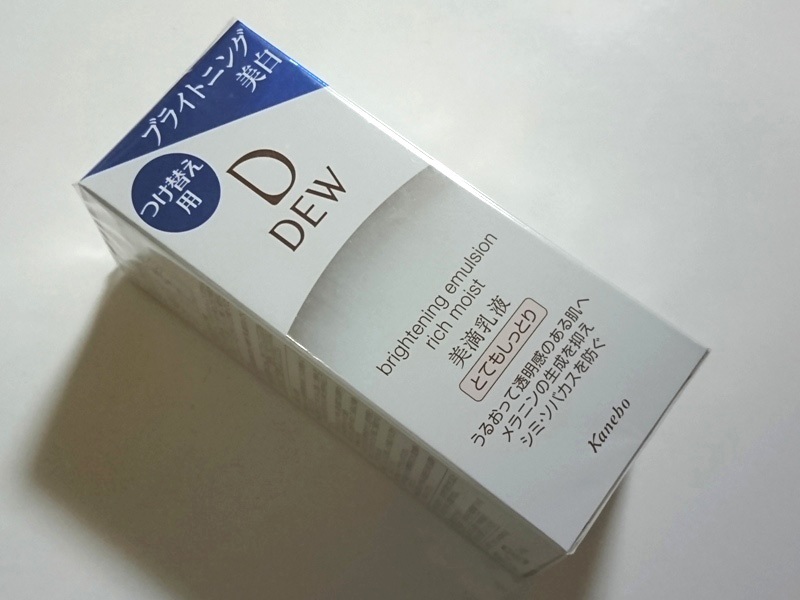 ブライトニング
美白
つけ替え
用
D
DEW
brightening emulsion
rich moist
美滴乳液
とてもしっとり
うるおって透明感のある肌へ
メラニンの生成を抑え
シミ・ソバカスを防ぐ
Kanebo